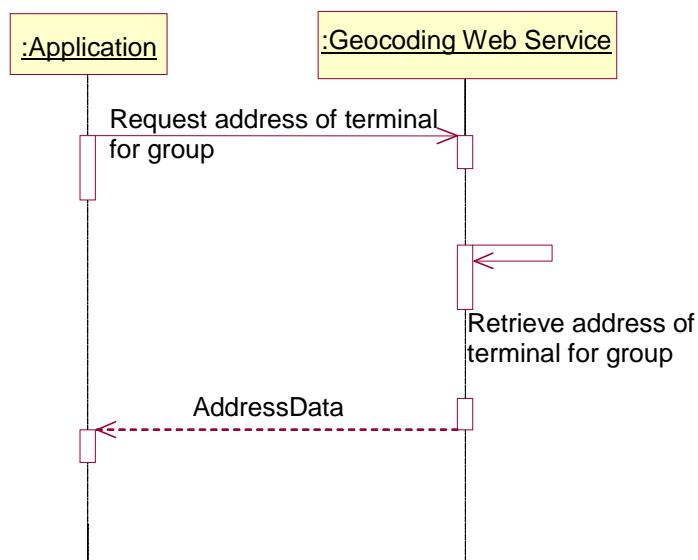 :Application
:Geocoding Web Service
Request address of terminal
for group
Retrieve address of
terminal for group
AddressData